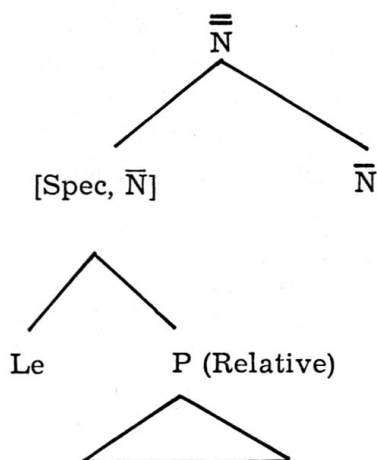 N̿
[Spec, N̅] N̅
Le P (Relative)